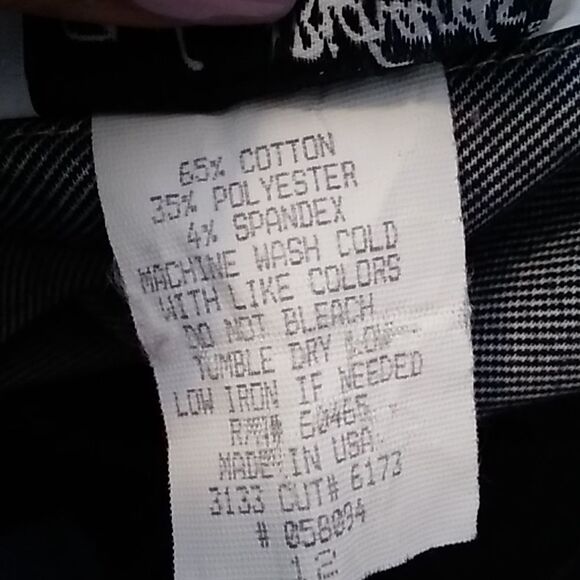 65% COTTON
35% POLYESTER
4% SPANDEX
MACHINE WASH COLD
WITH LIKE COLORS
DO NOT BLEACH
TUMBLE DRY LOW
LOW IRON IF NEEDED
RN# 60465
MADE IN USA
3133 CUT# 6173
# 058094
12